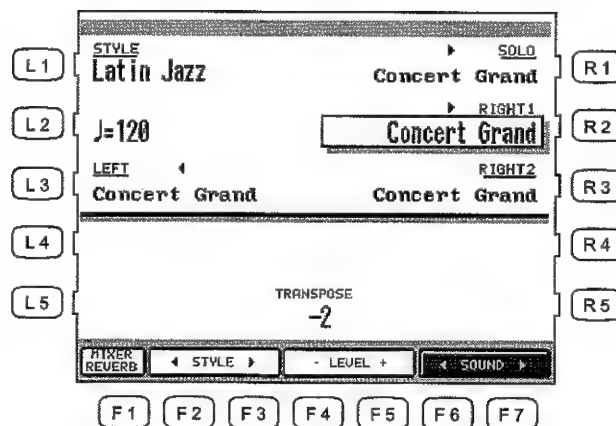 L1 STYLE ▶ SOLO R1
Latin Jazz Concert Grand
▶ RIGHT1
L2 ♩=120 Concert Grand R2
LEFT ◀ RIGHT2
L3 Concert Grand Concert Grand R3
L4 R4
TRANSPOSE
L5 -2 R5
MIXER
REVERB ◀ STYLE ▶ - LEVEL + ◀ SOUND ▶
F1 F2 F3 F4 F5 F6 F7